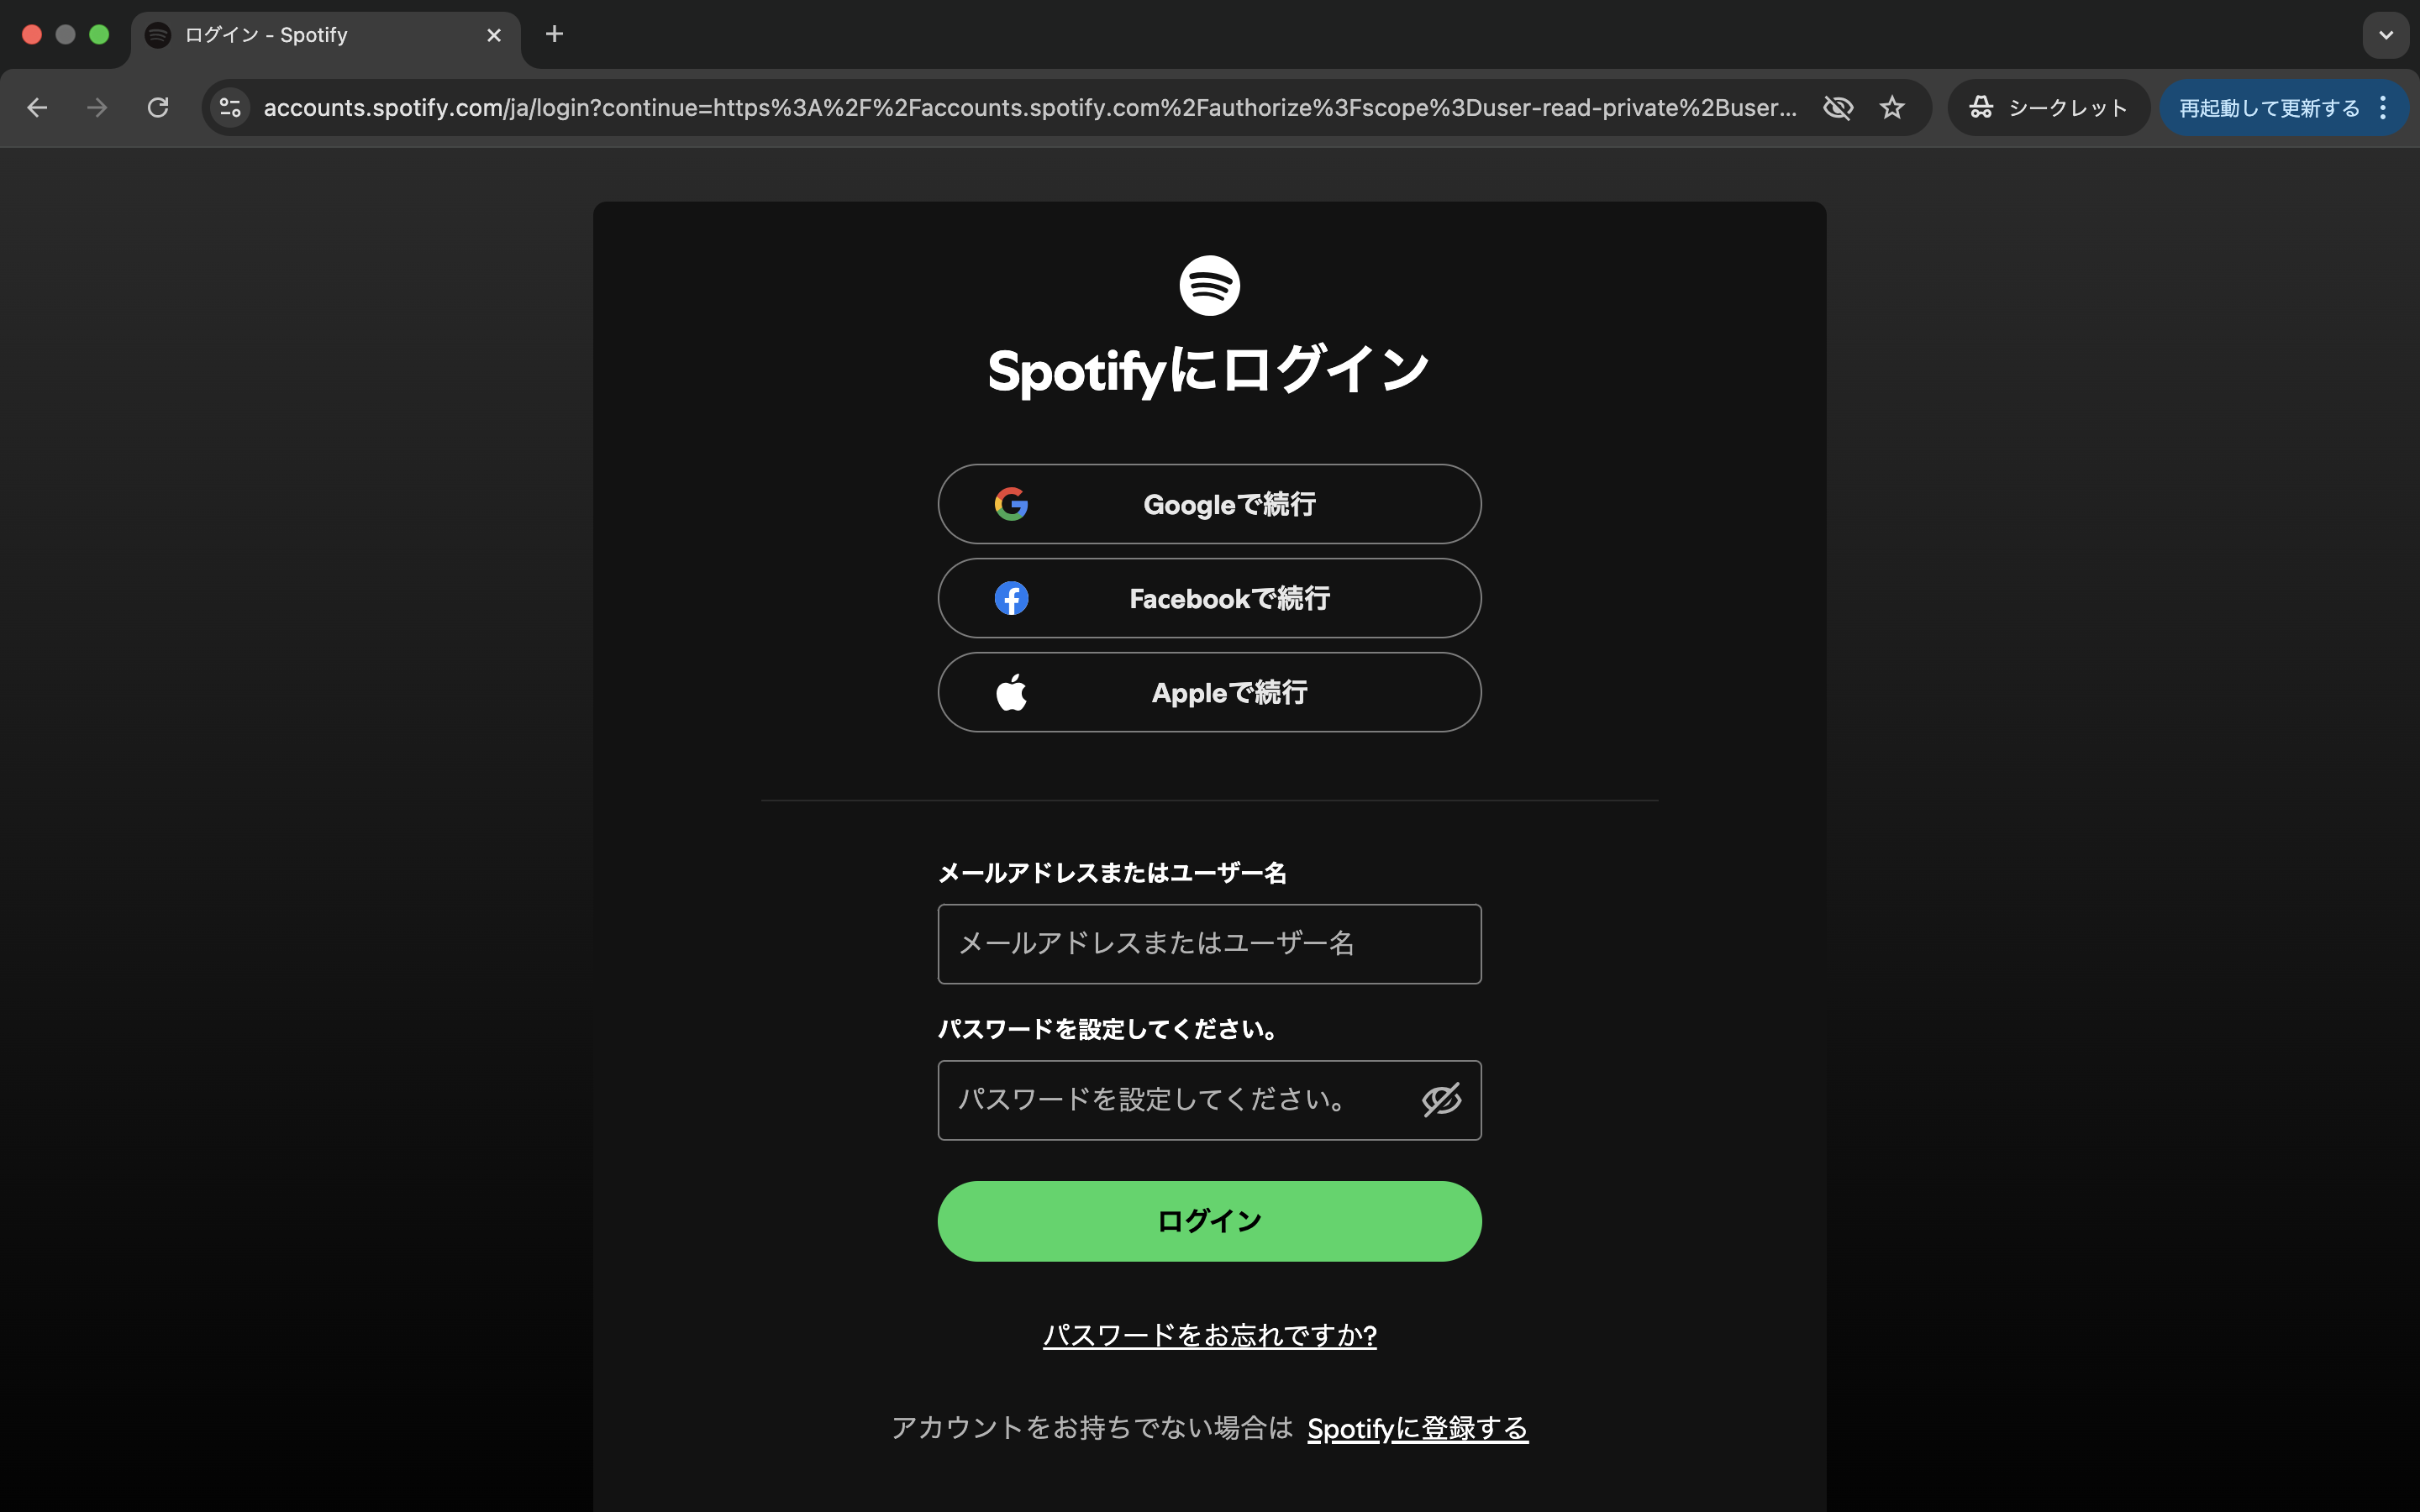 ログイン - Spotify
accounts.spotify.com/ja/login?continue=https%3A%2F%2Faccounts.spotify.com%2Fauthorize%3Fscope%3Duser-read-private%2Buser...
シークレット
再起動して更新する
Spotifyにログイン
Googleで続行
Facebookで続行
Appleで続行
メールアドレスまたはユーザー名
メールアドレスまたはユーザー名
パスワードを設定してください。
パスワードを設定してください。
ログイン
パスワードをお忘れですか?
アカウントをお持ちでない場合は Spotifyに登録する